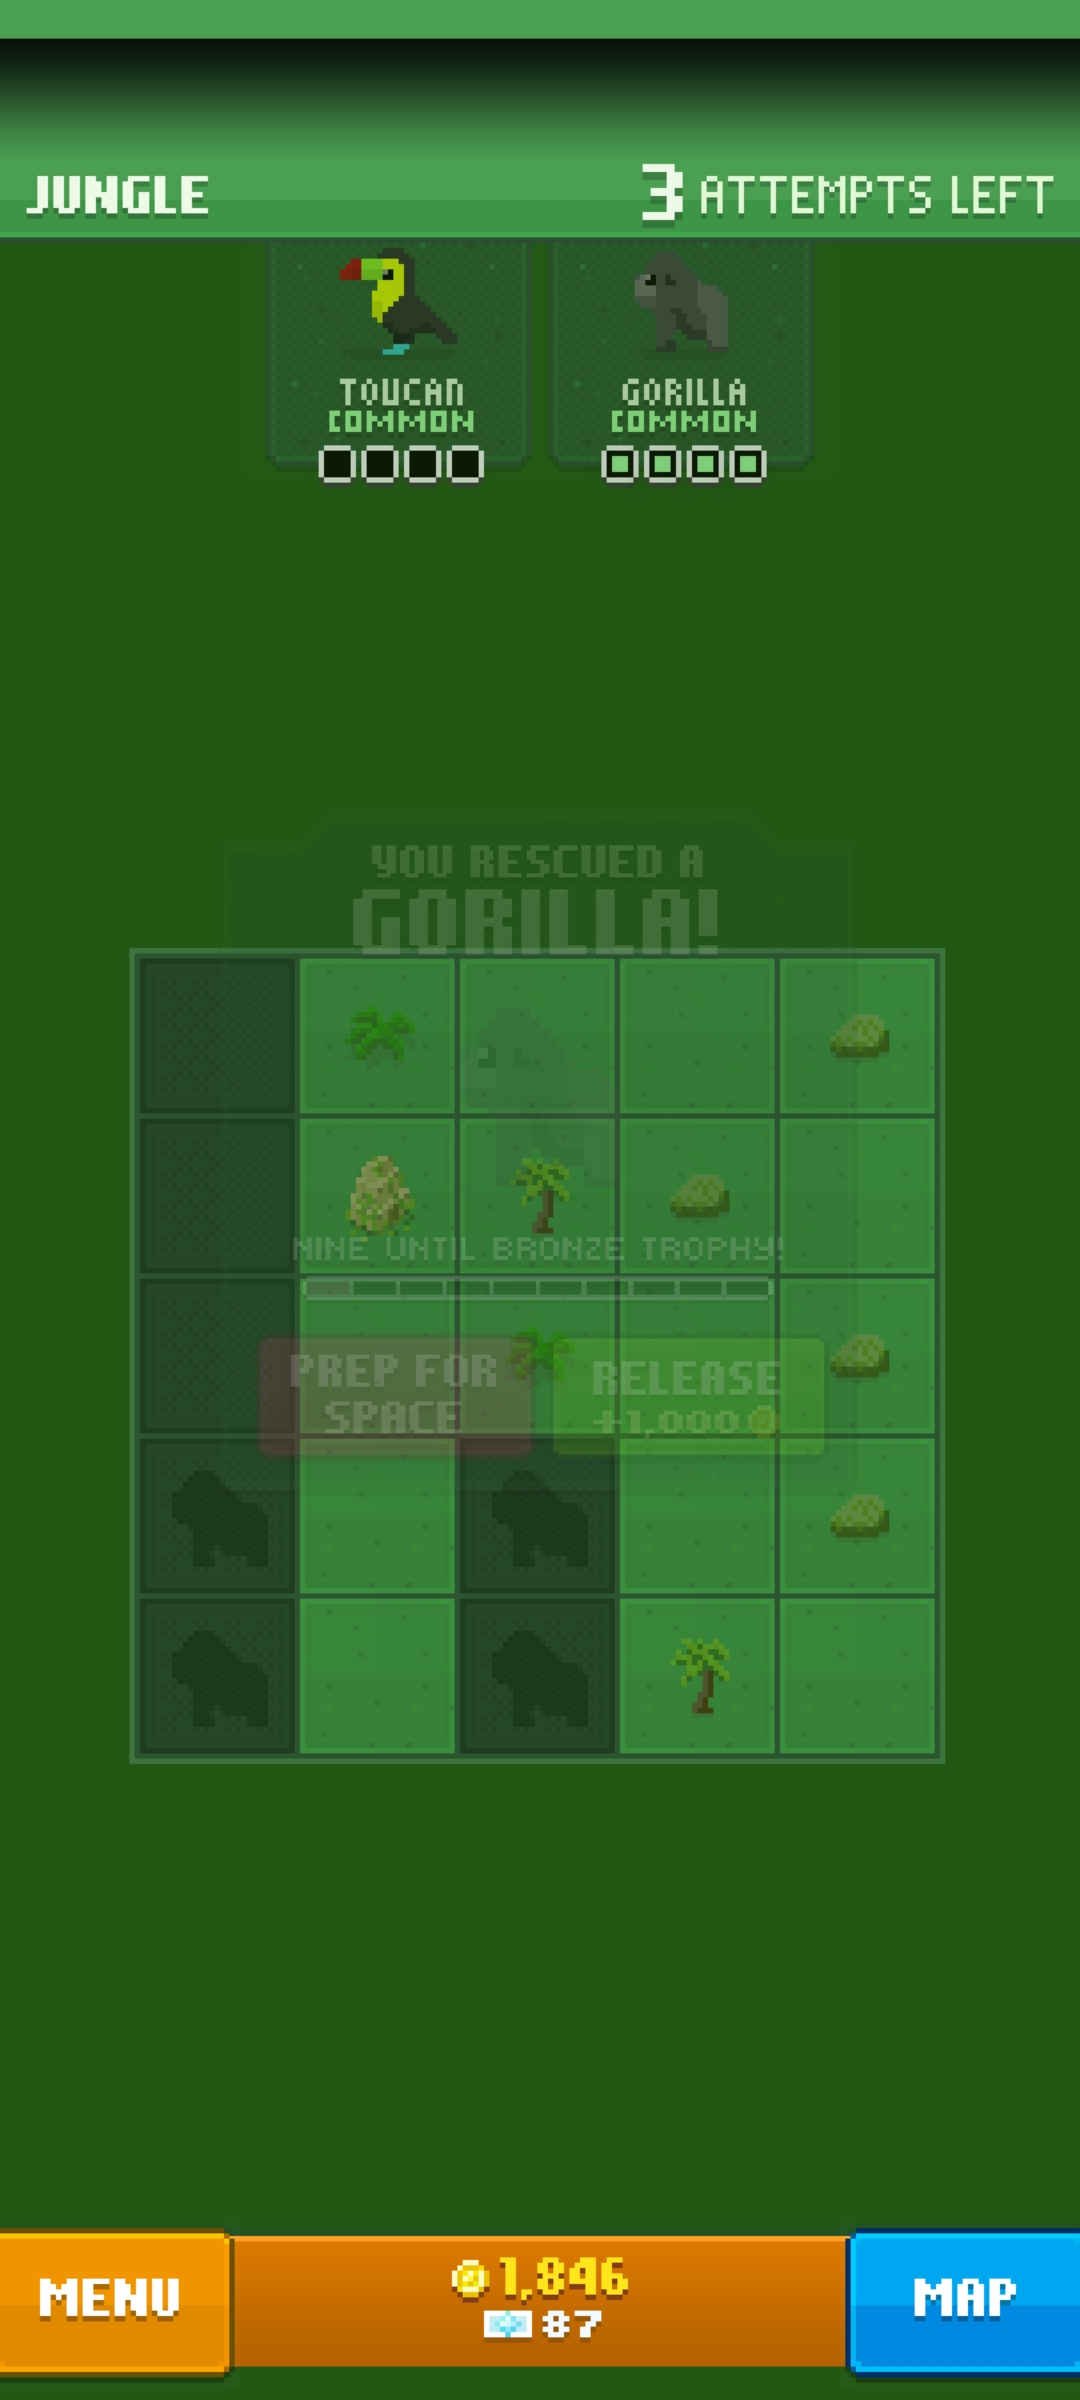 JUNGLE
3 ATTEMPTS LEFT
TOUCAN
COMMON
GORILLA
COMMON
YOU RESCUED A
GORILLA!
NINE UNTIL BRONZE TROPHY!
PREP FOR
SPACE
RELEASE
+1,000
MENU
1,846
87
MAP